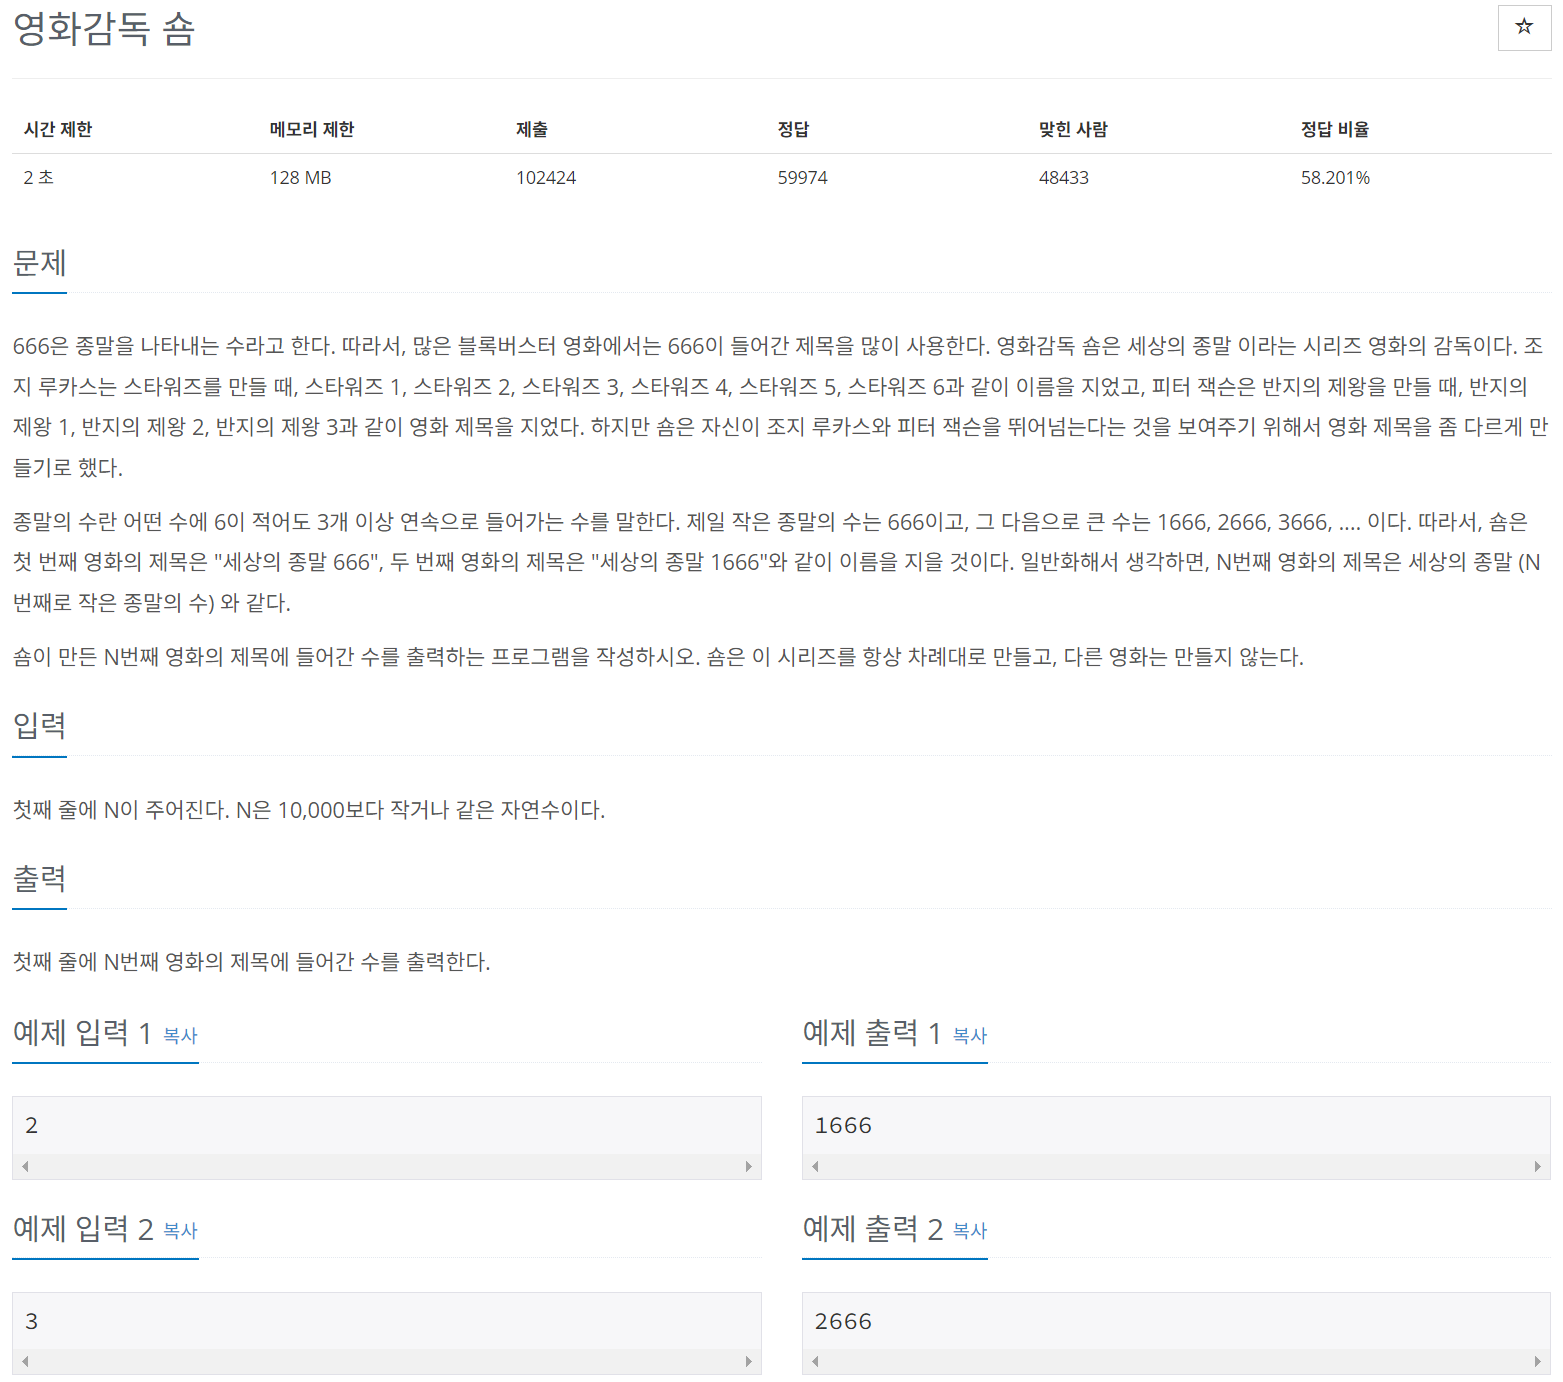 영화감독 숌
☆
시간 제한 메모리 제한 제출 정답 맞힌 사람 정답 비율
2 초 128 MB 102424 59974 48433 58.201%
문제
666은 종말을 나타내는 수라고 한다. 따라서, 많은 블록버스터 영화에서는 666이 들어간 제목을 많이 사용한다. 영화감독 숌은 세상의 종말 이라는 시리즈 영화의 감독이다. 조
지 루카스는 스타워즈를 만들 때, 스타워즈 1, 스타워즈 2, 스타워즈 3, 스타워즈 4, 스타워즈 5, 스타워즈 6과 같이 이름을 지었고, 피터 잭슨은 반지의 제왕을 만들 때, 반지의
제왕 1, 반지의 제왕 2, 반지의 제왕 3과 같이 영화 제목을 지었다. 하지만 숌은 자신이 조지 루카스와 피터 잭슨을 뛰어넘는다는 것을 보여주기 위해서 영화 제목을 좀 다르게 만
들기로 했다.
종말의 수란 어떤 수에 6이 적어도 3개 이상 연속으로 들어가는 수를 말한다. 제일 작은 종말의 수는 666이고, 그 다음으로 큰 수는 1666, 2666, 3666, .... 이다. 따라서, 숌은
첫 번째 영화의 제목은 "세상의 종말 666", 두 번째 영화의 제목은 "세상의 종말 1666"와 같이 이름을 지을 것이다. 일반화해서 생각하면, N번째 영화의 제목은 세상의 종말 (N
번째로 작은 종말의 수) 와 같다.
숌이 만든 N번째 영화의 제목에 들어간 수를 출력하는 프로그램을 작성하시오. 숌은 이 시리즈를 항상 차례대로 만들고, 다른 영화는 만들지 않는다.
입력
첫째 줄에 N이 주어진다. N은 10,000보다 작거나 같은 자연수이다.
출력
첫째 줄에 N번째 영화의 제목에 들어간 수를 출력한다.
예제 입력 1 복사
2
예제 출력 1 복사
1666
예제 입력 2 복사
3
예제 출력 2 복사
2666